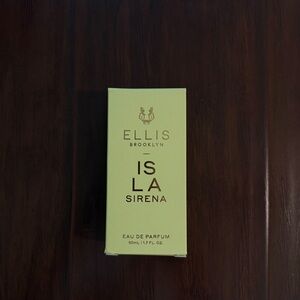 ELLIS
BROOKLYN
IS
LA
SIRENA
EAU DE PARFUM
50mL | 1.7 FL. OZ.